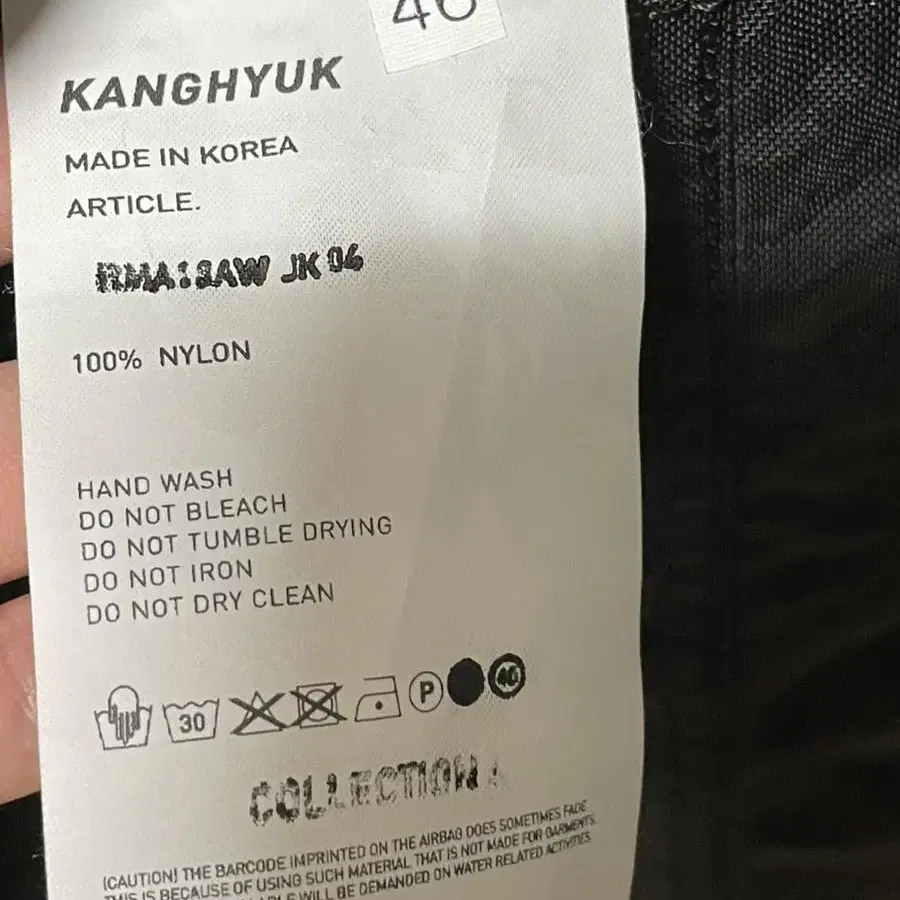 46
KANGHYUK
MADE IN KOREA
ARTICLE.
RMA18AW JK 04
100% NYLON
HAND WASH
DO NOT BLEACH
DO NOT TUMBLE DRYING
DO NOT IRON
DO NOT DRY CLEAN
30 P 46
COLLECTION
(CAUTION) THE BARCODE IMPRINTED ON THE AIRBAG DOES SOMETIMES FADE
THIS IS BECAUSE OF USING SUCH MATERIAL THAT IS NOT MADE FOR GARMENTS.
WILL BE DEMANDED ON WATER RELATED ACTIVITIES